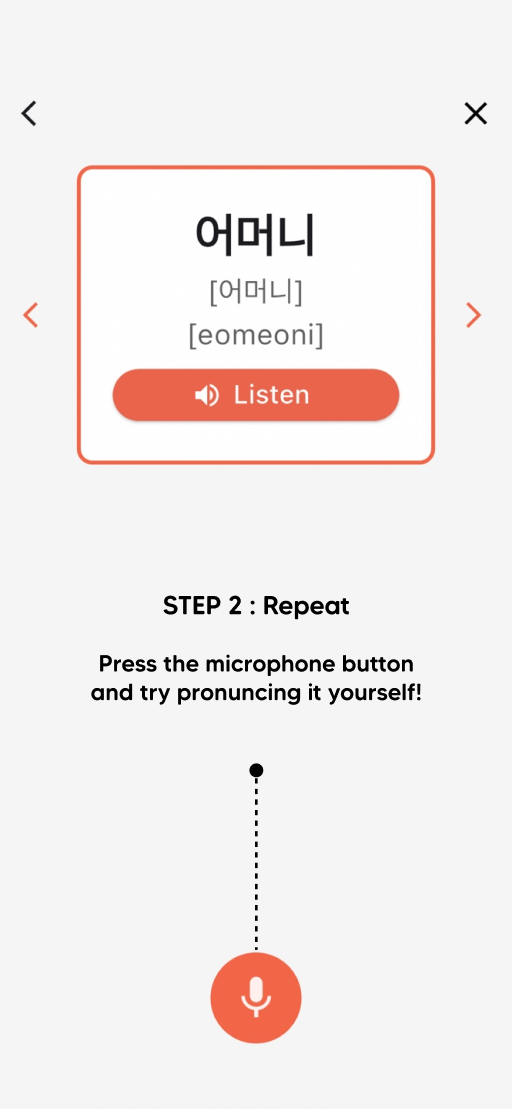 어머니
[어머니]
[eomeoni]
Listen
STEP 2 : Repeat
Press the microphone button
and try pronuncing it yourself!